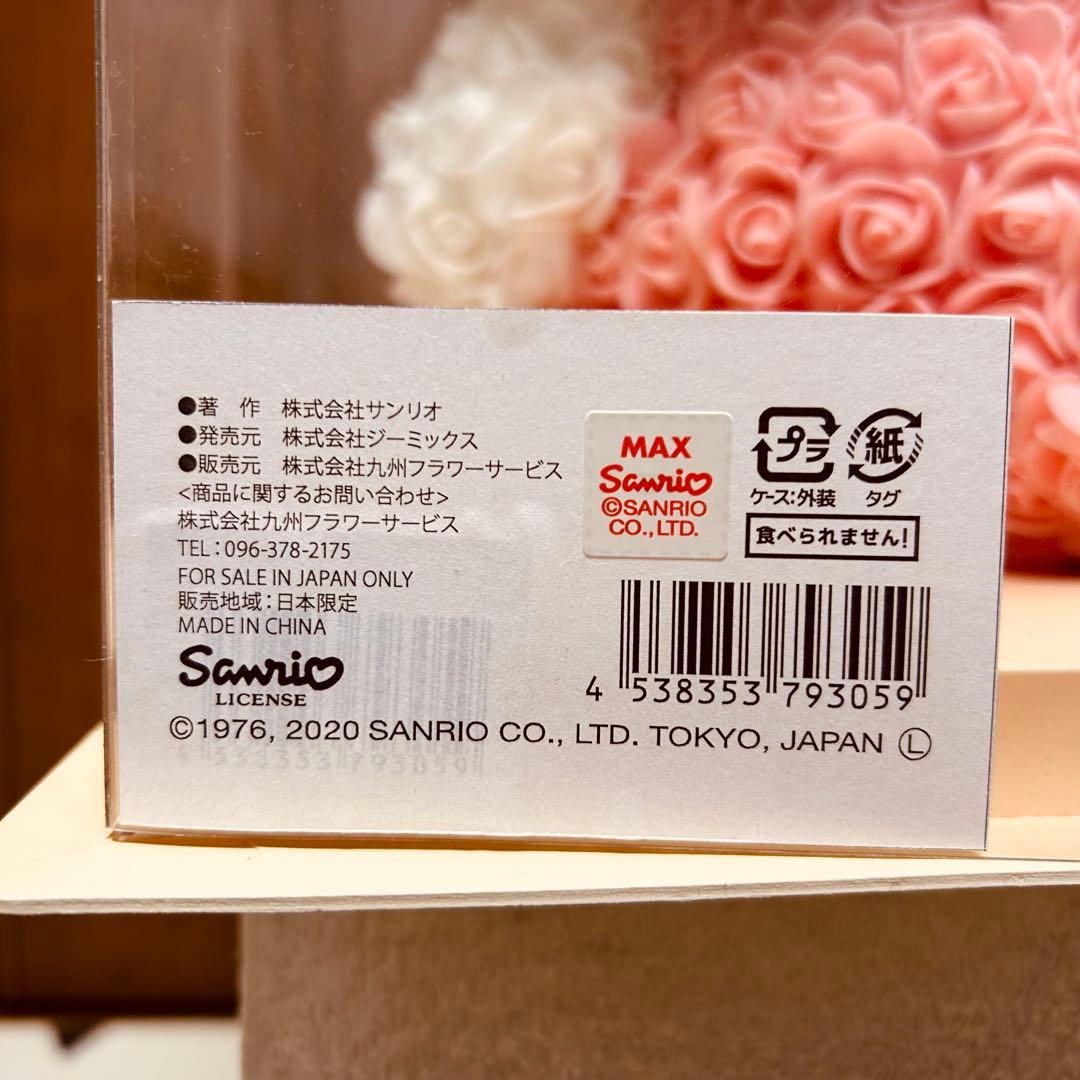 ●著　作　株式会社サンリオ
●発売元　株式会社ジーミックス
●販売元　株式会社九州フラワーサービス
<商品に関するお問い合わせ>
株式会社九州フラワーサービス
TEL：096-378-2175
FOR SALE IN JAPAN ONLY
販売地域：日本限定
MADE IN CHINA
Sanrio
LICENSE
©1976, 2020 SANRIO CO., LTD. TOKYO, JAPAN Ⓛ
MAX
Sanrio
©SANRIO
CO.,LTD.
プラ
ケース：外装
紙
タグ
食べられません！
4 538353 793059
4 538353 793059